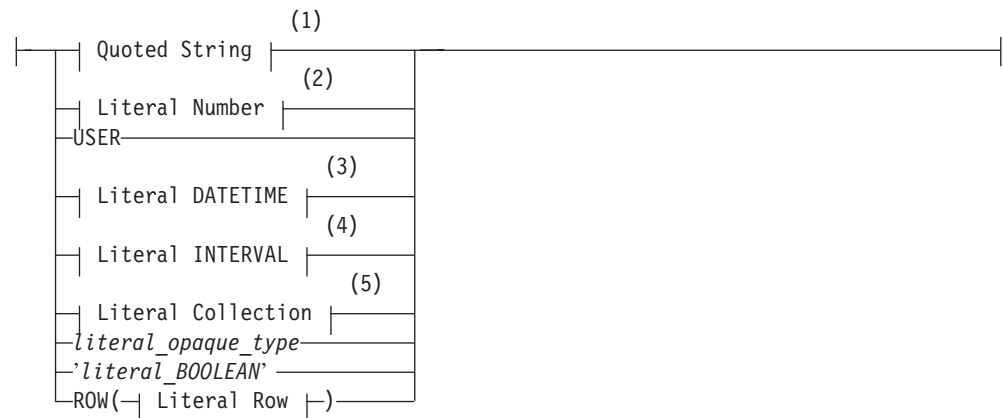 (1)
Quoted String
(2)
Literal Number
USER
(3)
Literal DATETIME
(4)
Literal INTERVAL
(5)
Literal Collection
literal_opaque_type
’literal_BOOLEAN’
ROW( Literal Row )